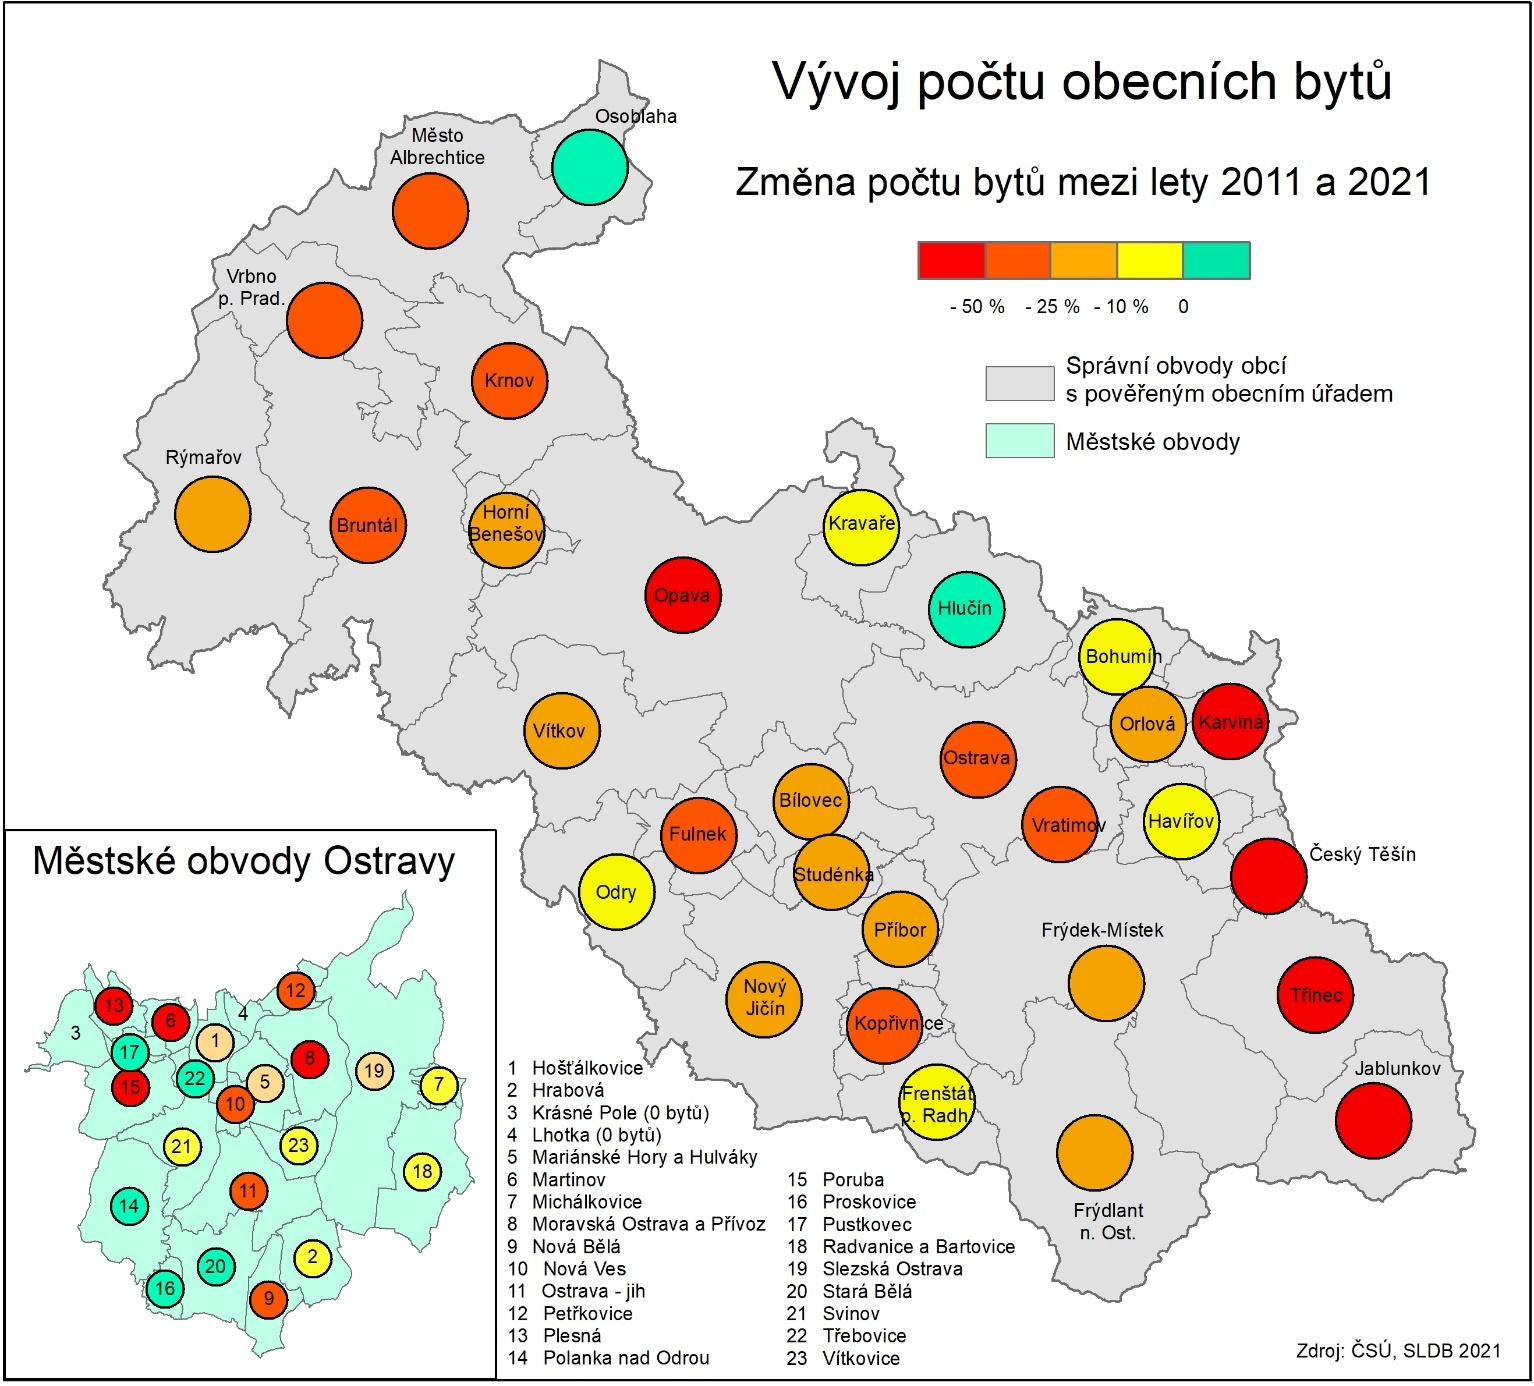 Vývoj počtu obecních bytů
Změna počtu bytů mezi lety 2011 a 2021
- 50 %
- 25 %
- 10 %
0
Správní obvody obcí
s pověřeným obecním úřadem
Městské obvody
Osoblaha
Město
Albrechtice
Vrbno
p. Prad.
Krnov
Rýmařov
Bruntál
Horní
Benešov
Opava
Kravaře
Hlučín
Bohumín
Orlová
Karviná
Vítkov
Ostrava
Bílovec
Vratimov
Havířov
Fulnek
Český Těšín
Studénka
Odry
Příbor
Frýdek-Místek
Nový
Jičín
Třinec
Kopřivnice
Jablunkov
Frenštát
p. Radh.
Frýdlant
n. Ost.
Městské obvody Ostravy
12
13
6
4
3
1
17
8
22
19
5
15
7
10
21
23
18
11
14
2
20
16
9
1 Hošťálkovice
2 Hrabová
3 Krásné Pole (0 bytů)
4 Lhotka (0 bytů)
5 Mariánské Hory a Hulváky
6 Martinov
7 Michálkovice
8 Moravská Ostrava a Přívoz
9 Nová Bělá
10 Nová Ves
11 Ostrava - jih
12 Petřkovice
13 Plesná
14 Polanka nad Odrou
15 Poruba
16 Proskovice
17 Pustkovec
18 Radvanice a Bartovice
19 Slezská Ostrava
20 Stará Bělá
21 Svinov
22 Třebovice
23 Vítkovice
Zdroj: ČSÚ, SLDB 2021